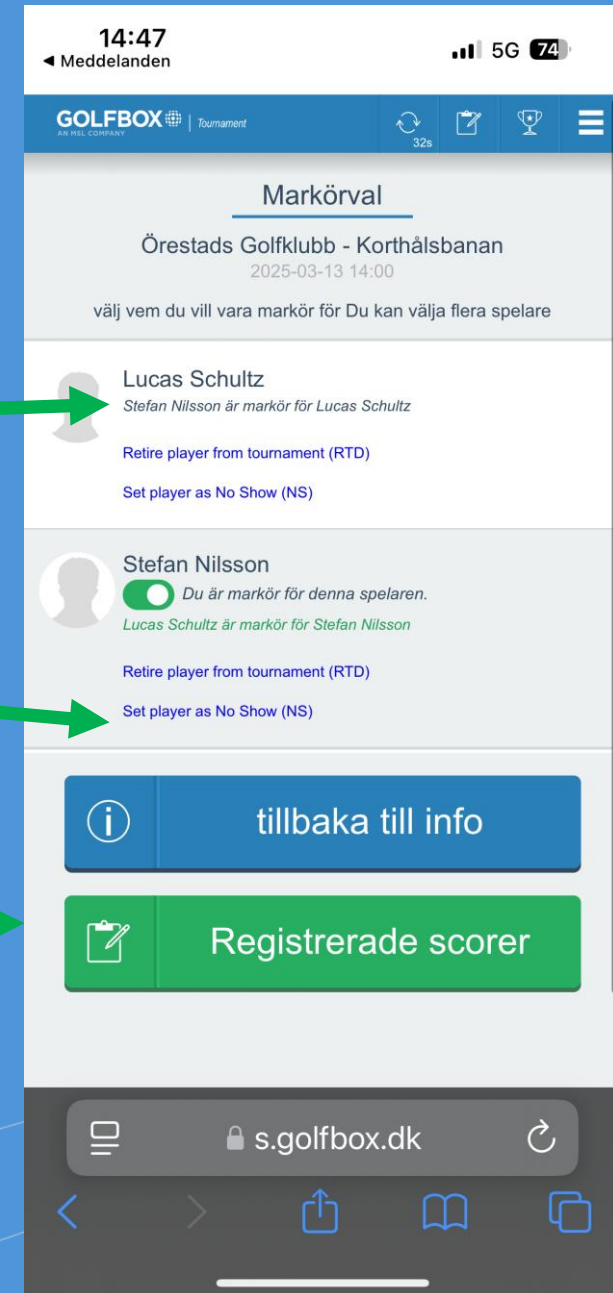 14:47
◀ Meddelanden
5G 74
GOLFBOX | Tournament
AN MSL COMPANY
32s
Markörval
Örestads Golfklubb - Korthålsbanan
2025-03-13 14:00
välj vem du vill vara markör för Du kan välja flera spelare
Lucas Schultz
Stefan Nilsson är markör för Lucas Schultz
Retire player from tournament (RTD)
Set player as No Show (NS)
Stefan Nilsson
Du är markör för denna spelaren.
Lucas Schultz är markör för Stefan Nilsson
Retire player from tournament (RTD)
Set player as No Show (NS)
tillbaka till info
Registrerade scorer
s.golfbox.dk